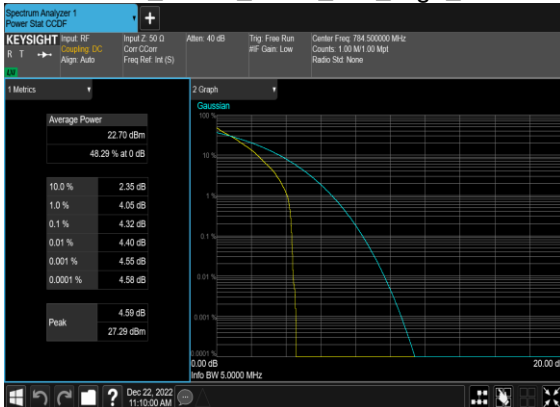 Spectrum Analyzer 1
Power Stat CCDF
KEYSIGHT
R T
Input: RF
Coupling: DC
Align: Auto
Input Z: 50 Ω
Corr CCorr
Freq Ref: Int (S)
Atten: 40 dB
Trig: Free Run
#IF Gain: Low
Center Freq: 784.500000 MHz
Counts: 1.00 M/1.00 Mpt
Radio Std: None
1 Metrics
2 Graph
Average Power
22.70 dBm
48.29 % at 0 dB
10.0 % 2.35 dB
1.0 % 4.05 dB
0.1 % 4.32 dB
0.01 % 4.40 dB
0.001 % 4.55 dB
0.0001 % 4.58 dB
Peak
4.59 dB
27.29 dBm
Gaussian
100 %
10 %
1 %
0.1 %
0.01 %
0.001 %
0.0001 %
0.00 dB
20.00 d
Info BW 5.0000 MHz
Dec 22, 2022
11:10:00 AM